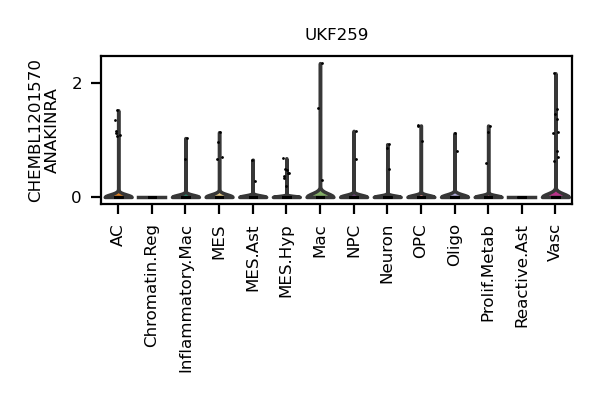 UKF259
CHEMBL1201570
ANAKINRA
2
0
AC
Chromatin.Reg
Inflammatory.Mac
MES
MES.Ast
MES.Hyp
Mac
NPC
Neuron
OPC
Oligo
Prolif.Metab
Reactive.Ast
Vasc